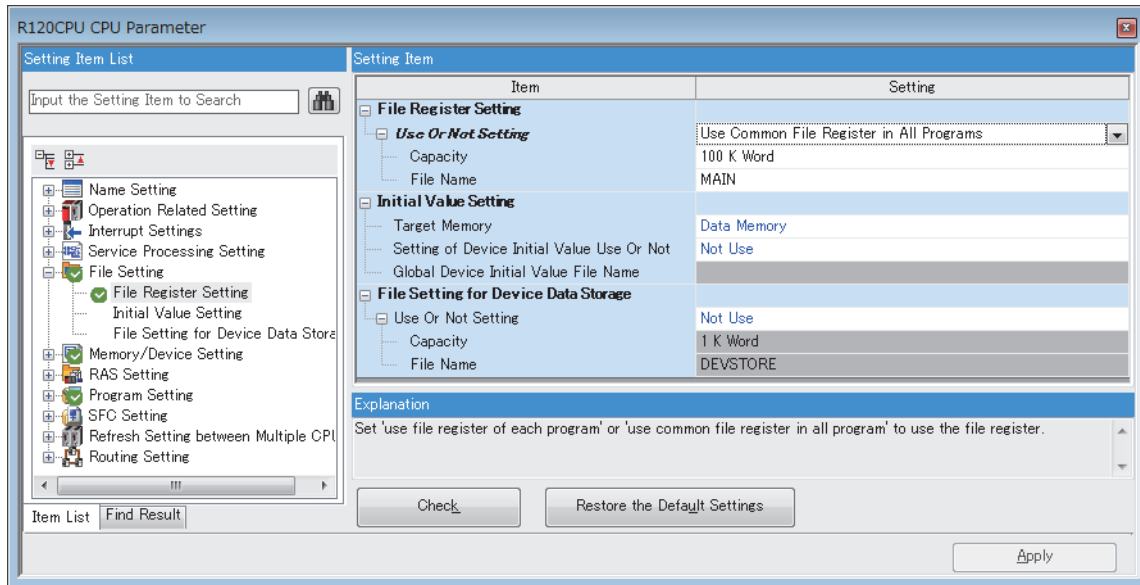 R120CPU CPU Parameter
Setting Item List
Input the Setting Item to Search
Name Setting
Operation Related Setting
Interrupt Settings
Service Processing Setting
File Setting
File Register Setting
Initial Value Setting
File Setting for Device Data Stora
Memory/Device Setting
RAS Setting
Program Setting
SFC Setting
Refresh Setting between Multiple CPU
Routing Setting
Item List Find Result
Setting Item
Item Setting
File Register Setting
Use Or Not Setting Use Common File Register in All Programs
Capacity 100 K Word
File Name MAIN
Initial Value Setting
Target Memory Data Memory
Setting of Device Initial Value Use Or Not Not Use
Global Device Initial Value File Name
File Setting for Device Data Storage
Use Or Not Setting Not Use
Capacity 1 K Word
File Name DEVSTORE
Explanation
Set 'use file register of each program' or 'use common file register in all program' to use the file register.
Check Restore the Default Settings
Apply